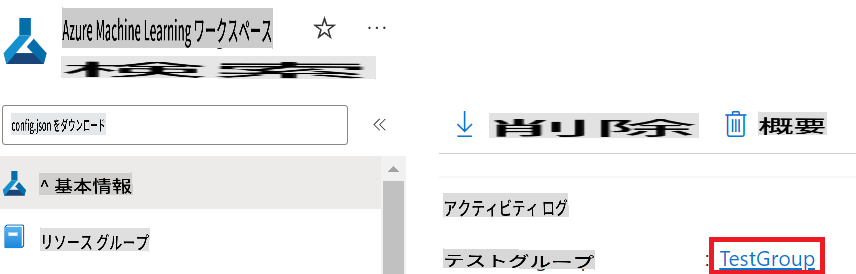 Azure Machine Learning ワークスペース
検索
config.json をダウンロード
^ 基本情報
リソース グループ
削除
概要
アクティビティ ログ
テストグループ : TestGroup